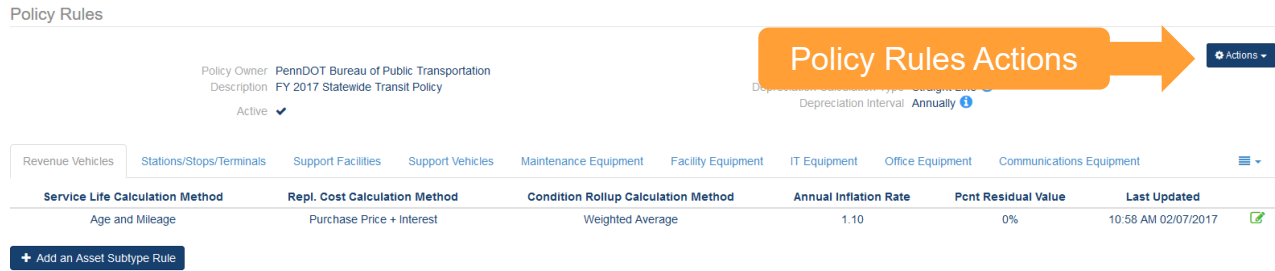 Policy Rules
Policy Rules Actions
Actions
Policy Owner PennDOT Bureau of Public Transportation
Description FY 2017 Statewide Transit Policy
Depreciation Interval Annually
Active
Revenue Vehicles Stations/Stops/Terminals Support Facilities Support Vehicles Maintenance Equipment Facility Equipment IT Equipment Office Equipment Communications Equipment
Service Life Calculation Method Repl. Cost Calculation Method Condition Rollup Calculation Method Annual Inflation Rate Pcnt Residual Value Last Updated
Age and Mileage Purchase Price + Interest Weighted Average 1.10 0% 10:58 AM 02/07/2017
+ Add an Asset Subtype Rule